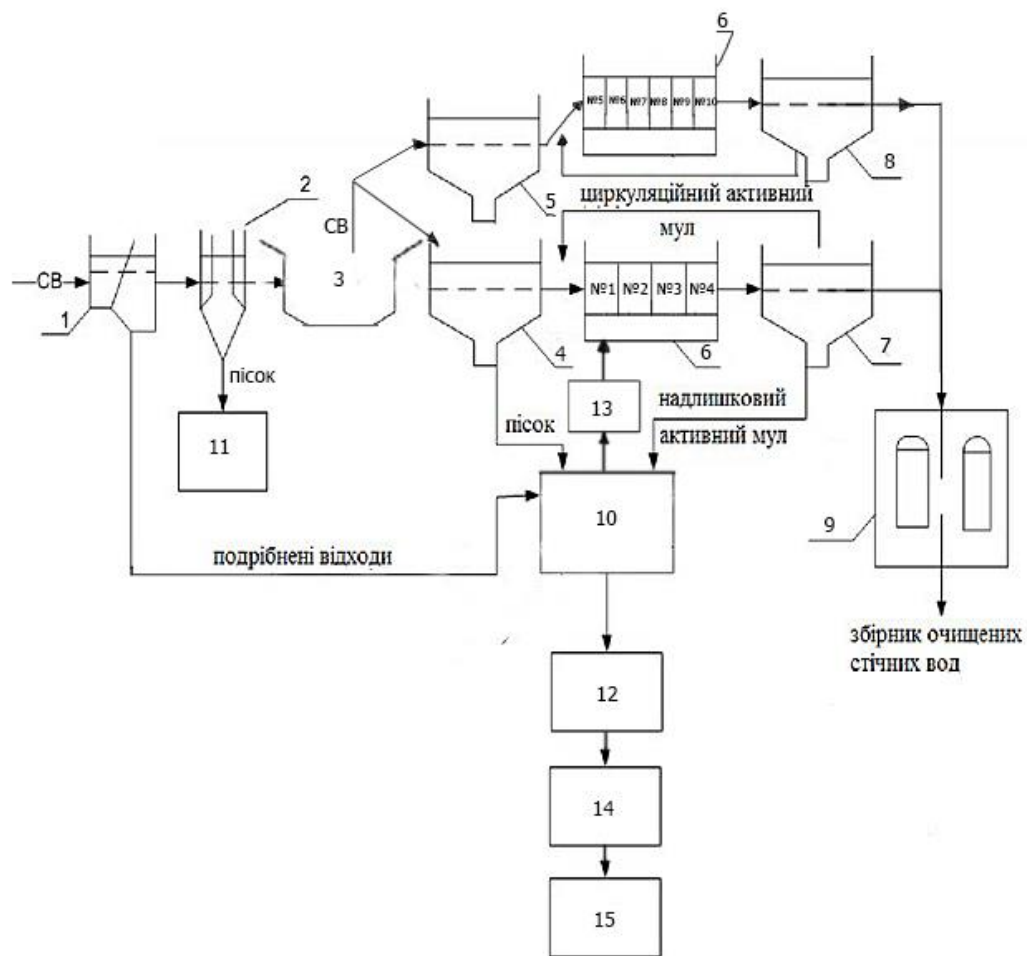 6
№5 №6 №7 №8 №9 №10
8
2
5
циркуляційний активний
СВ
мул
СВ
3
№1 №2 №3 №4
1
4
6
7
пісок
13
надлишковий
пісок
активний мул
11
10
9
подрібнені відходи
збірник очищених
стічних вод
12
14
15